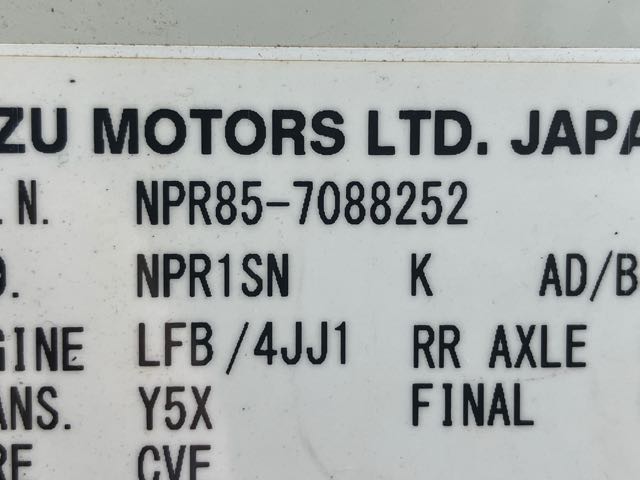 ZU MOTORS LTD. JAPA
.N. NPR85-7088252
NPR1SN K AD/B
GINE LFB/4JJ1 RR AXLE
ANS. Y5X FINAL
RE CVE